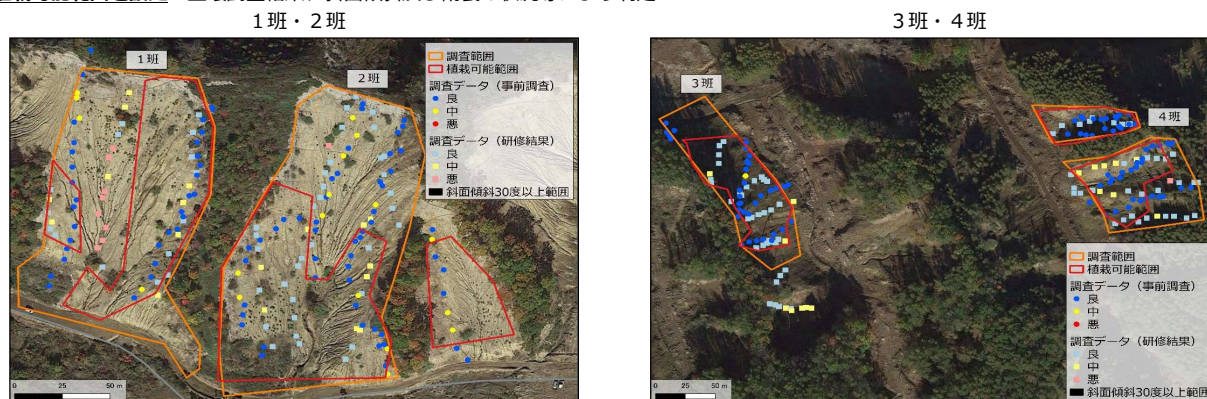 1班・2班
3班・4班
1班
2班
調査範囲
植栽可能範囲
調査データ（事前調査）
良
中
悪
調査データ（研修結果）
良
中
悪
斜面傾斜30度以上範囲
0 25 50 m
3班
4班
調査範囲
植栽可能範囲
調査データ（事前調査）
良
中
悪
調査データ（研修結果）
良
中
悪
斜面傾斜30度以上範囲
0 25 50 m